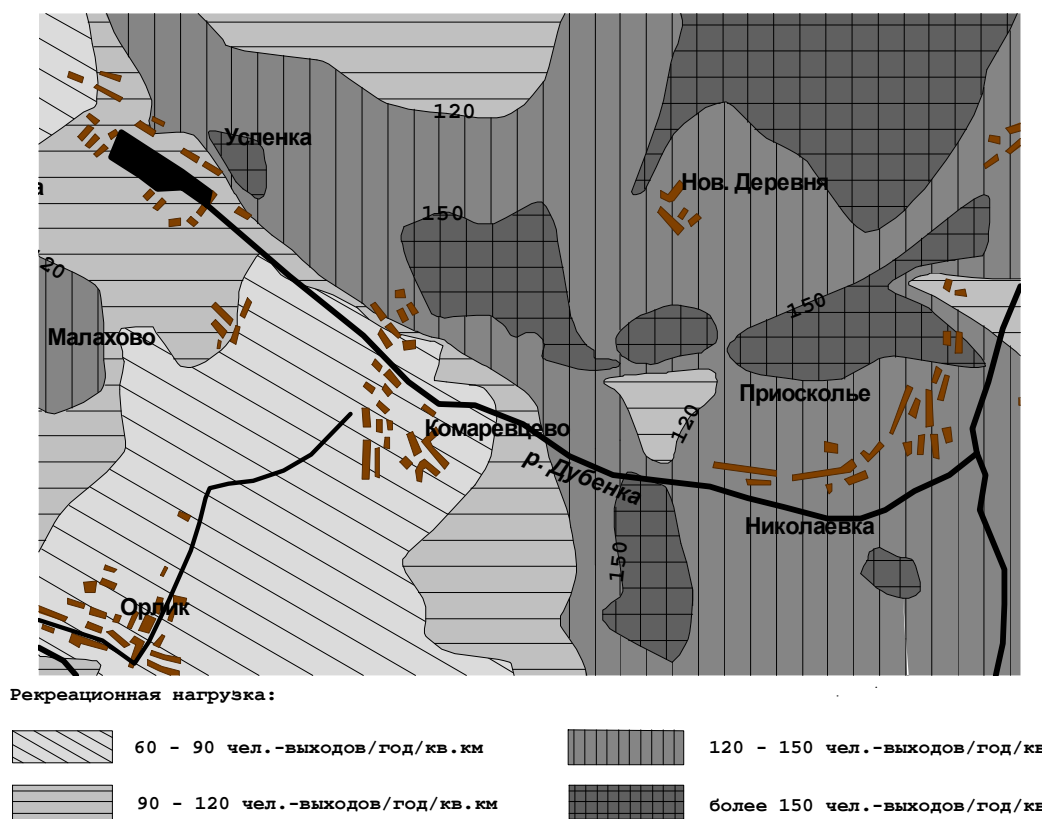 120
Успенка
Нов. Деревня
а
150
20
150
Малахово
Приосколье
120
Комаревцево
р. Дубенка
Николаевка
150
Орлик
Рекреационная нагрузка:
60 - 90 чел.-выходов/год/кв.км
120 - 150 чел.-выходов/год/кв
90 - 120 чел.-выходов/год/кв.км
более 150 чел.-выходов/год/кв